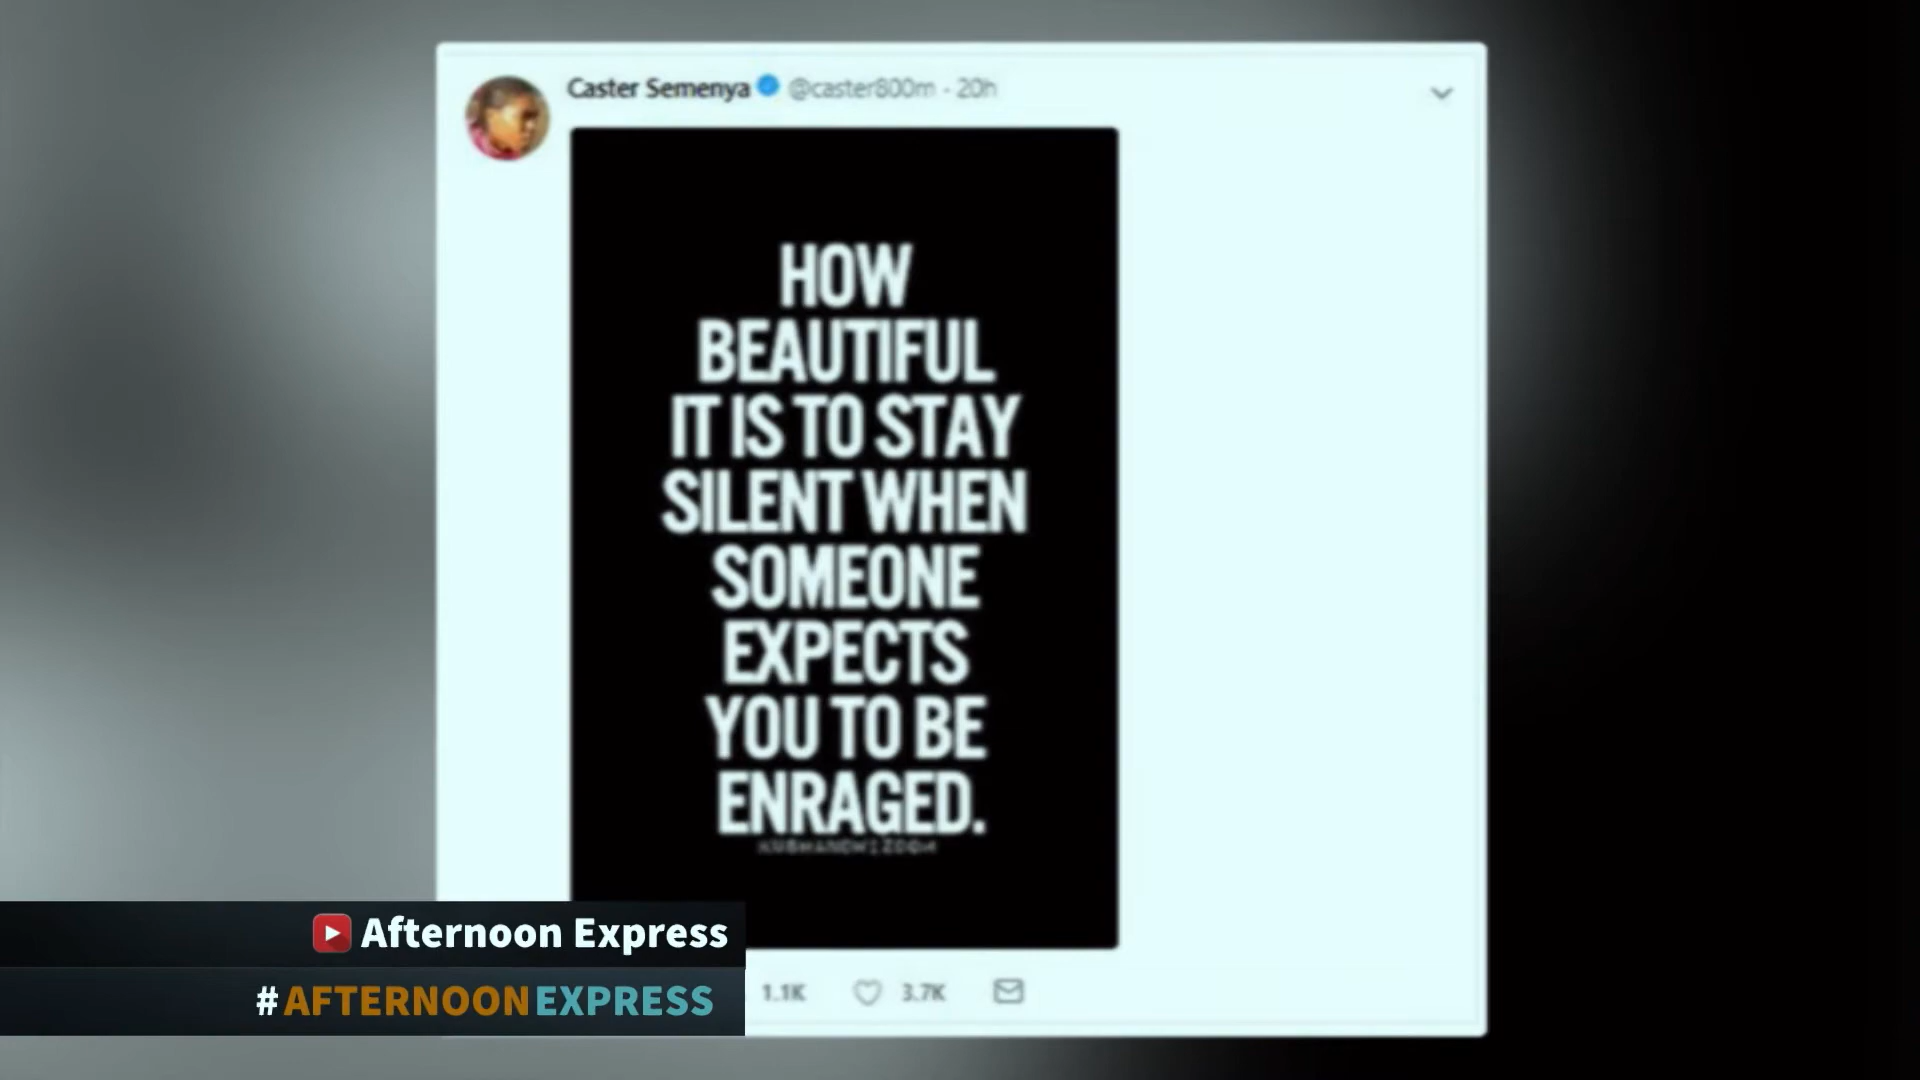 Caster Semenya @caster800m · 20h
HOW
BEAUTIFUL
IT IS TO STAY
SILENT WHEN
SOMEONE
EXPECTS
YOU TO BE
ENRAGED.
1.1K 3.7K
Afternoon Express
#AFTERNOONEXPRESS